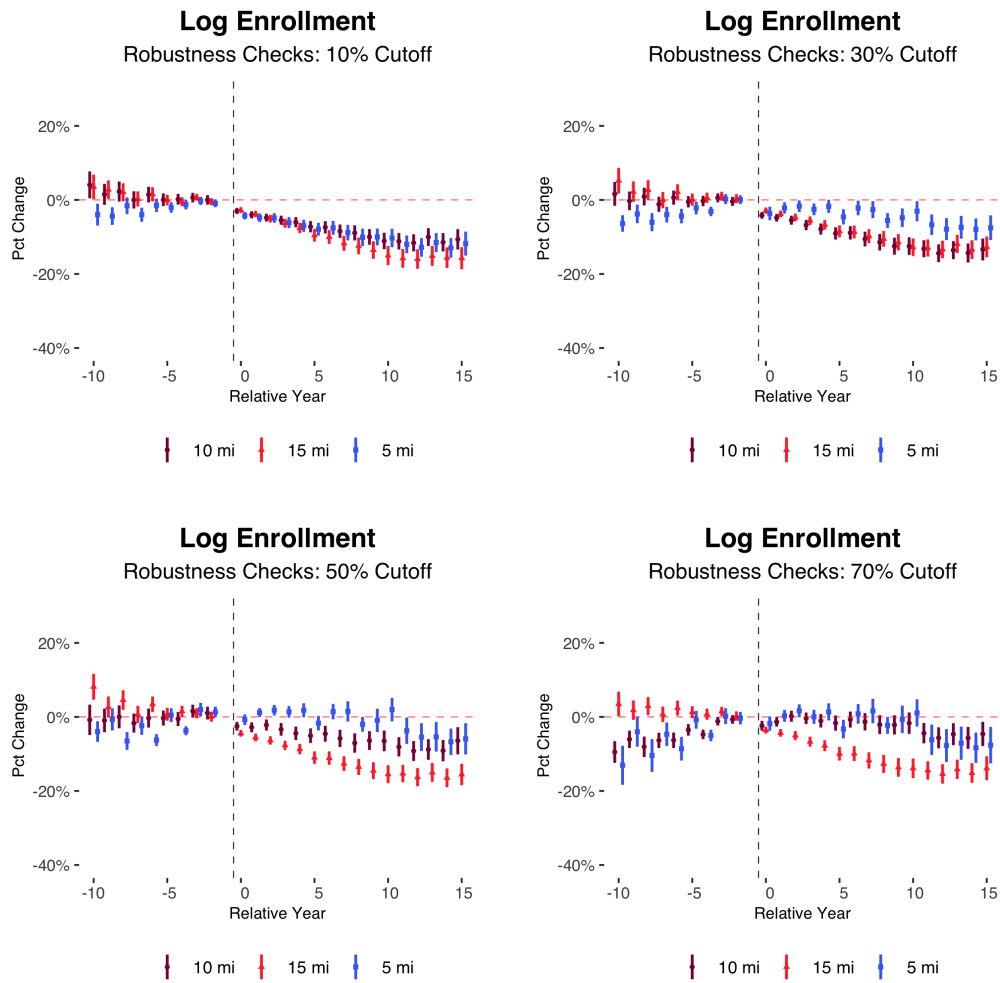 Log Enrollment
Robustness Checks: 10% Cutoff
20%
0%
-20%
-40%
Pct Change
-10 -5 0 5 10 15
Relative Year
10 mi 15 mi 5 mi
Log Enrollment
Robustness Checks: 30% Cutoff
20%
0%
-20%
-40%
Pct Change
-10 -5 0 5 10 15
Relative Year
10 mi 15 mi 5 mi
Log Enrollment
Robustness Checks: 50% Cutoff
20%
0%
-20%
-40%
Pct Change
-10 -5 0 5 10 15
Relative Year
10 mi 15 mi 5 mi
Log Enrollment
Robustness Checks: 70% Cutoff
20%
0%
-20%
-40%
Pct Change
-10 -5 0 5 10 15
Relative Year
10 mi 15 mi 5 mi